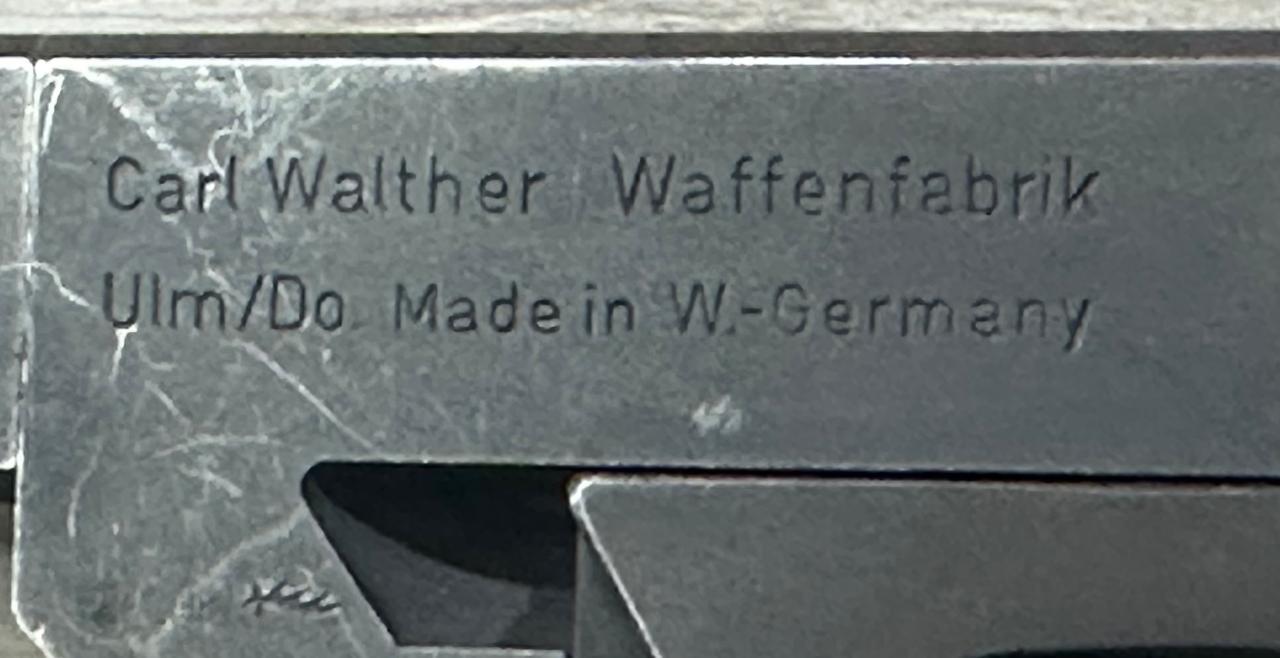 Carl Walther Waffenfabrik
Ulm/Do. Made in W.-Germany